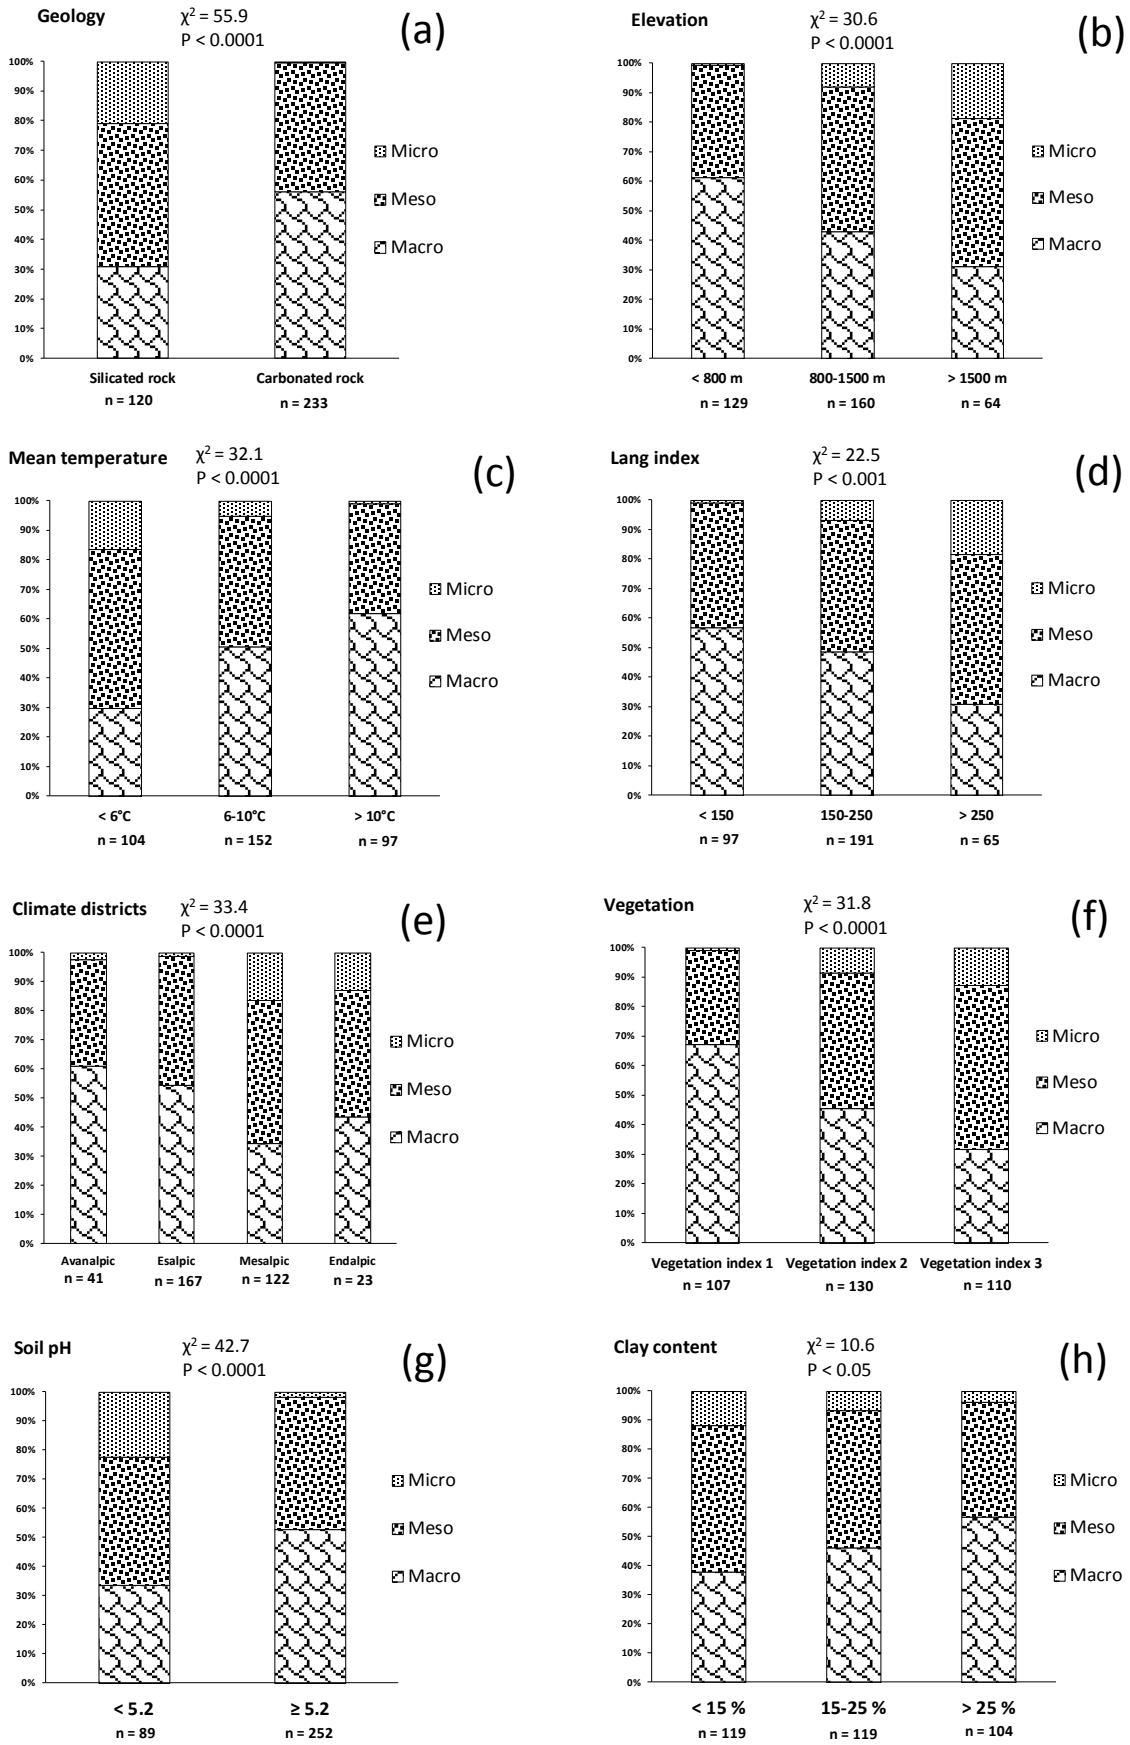 Geology
χ² = 55.9
P < 0.0001
(a)
100%
90%
80%
70%
60%
50%
40%
30%
20%
10%
0%
Micro
Meso
Macro
Silicated rock Carbonated rock
n = 120 n = 233
Elevation
χ² = 30.6
P < 0.0001
(b)
100%
90%
80%
70%
60%
50%
40%
30%
20%
10%
0%
Micro
Meso
Macro
< 800 m 800-1500 m > 1500 m
n = 129 n = 160 n = 64
Mean temperature
χ² = 32.1
P < 0.0001
(c)
100%
90%
80%
70%
60%
50%
40%
30%
20%
10%
0%
Micro
Meso
Macro
< 6°C 6-10°C > 10°C
n = 104 n = 152 n = 97
Lang index
χ² = 22.5
P < 0.001
(d)
100%
90%
80%
70%
60%
50%
40%
30%
20%
10%
0%
Micro
Meso
Macro
< 150 150-250 > 250
n = 97 n = 191 n = 65
Climate districts
χ² = 33.4
P < 0.0001
(e)
100%
90%
80%
70%
60%
50%
40%
30%
20%
10%
0%
Micro
Meso
Macro
Avanalpic Esalpic Mesalpic Endalpic
n = 41 n = 167 n = 122 n = 23
Vegetation
χ² = 31.8
P < 0.0001
(f)
100%
90%
80%
70%
60%
50%
40%
30%
20%
10%
0%
Micro
Meso
Macro
Vegetation index 1 Vegetation index 2 Vegetation index 3
n = 107 n = 130 n = 110
Soil pH
χ² = 42.7
P < 0.0001
(g)
100%
90%
80%
70%
60%
50%
40%
30%
20%
10%
0%
Micro
Meso
Macro
< 5.2 ≥ 5.2
n = 89 n = 252
Clay content
χ² = 10.6
P < 0.05
(h)
100%
90%
80%
70%
60%
50%
40%
30%
20%
10%
0%
Micro
Meso
Macro
< 15 % 15-25 % > 25 %
n = 119 n = 119 n = 104